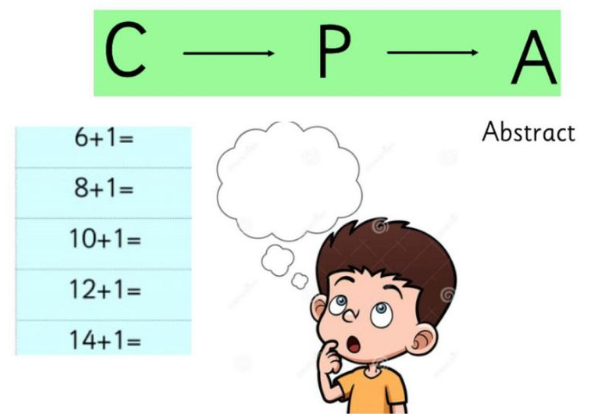 C → P → A
Abstract
6+1=
8+1=
10+1=
12+1=
14+1=